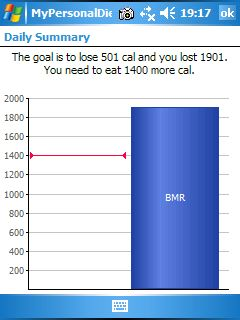 MyPersonalDie 19:17 ok
Daily Summary
The goal is to lose 501 cal and you lost 1901.
You need to eat 1400 more cal.
2000
1800
1600
1400
1200
1000
800
600
400
200
BMR